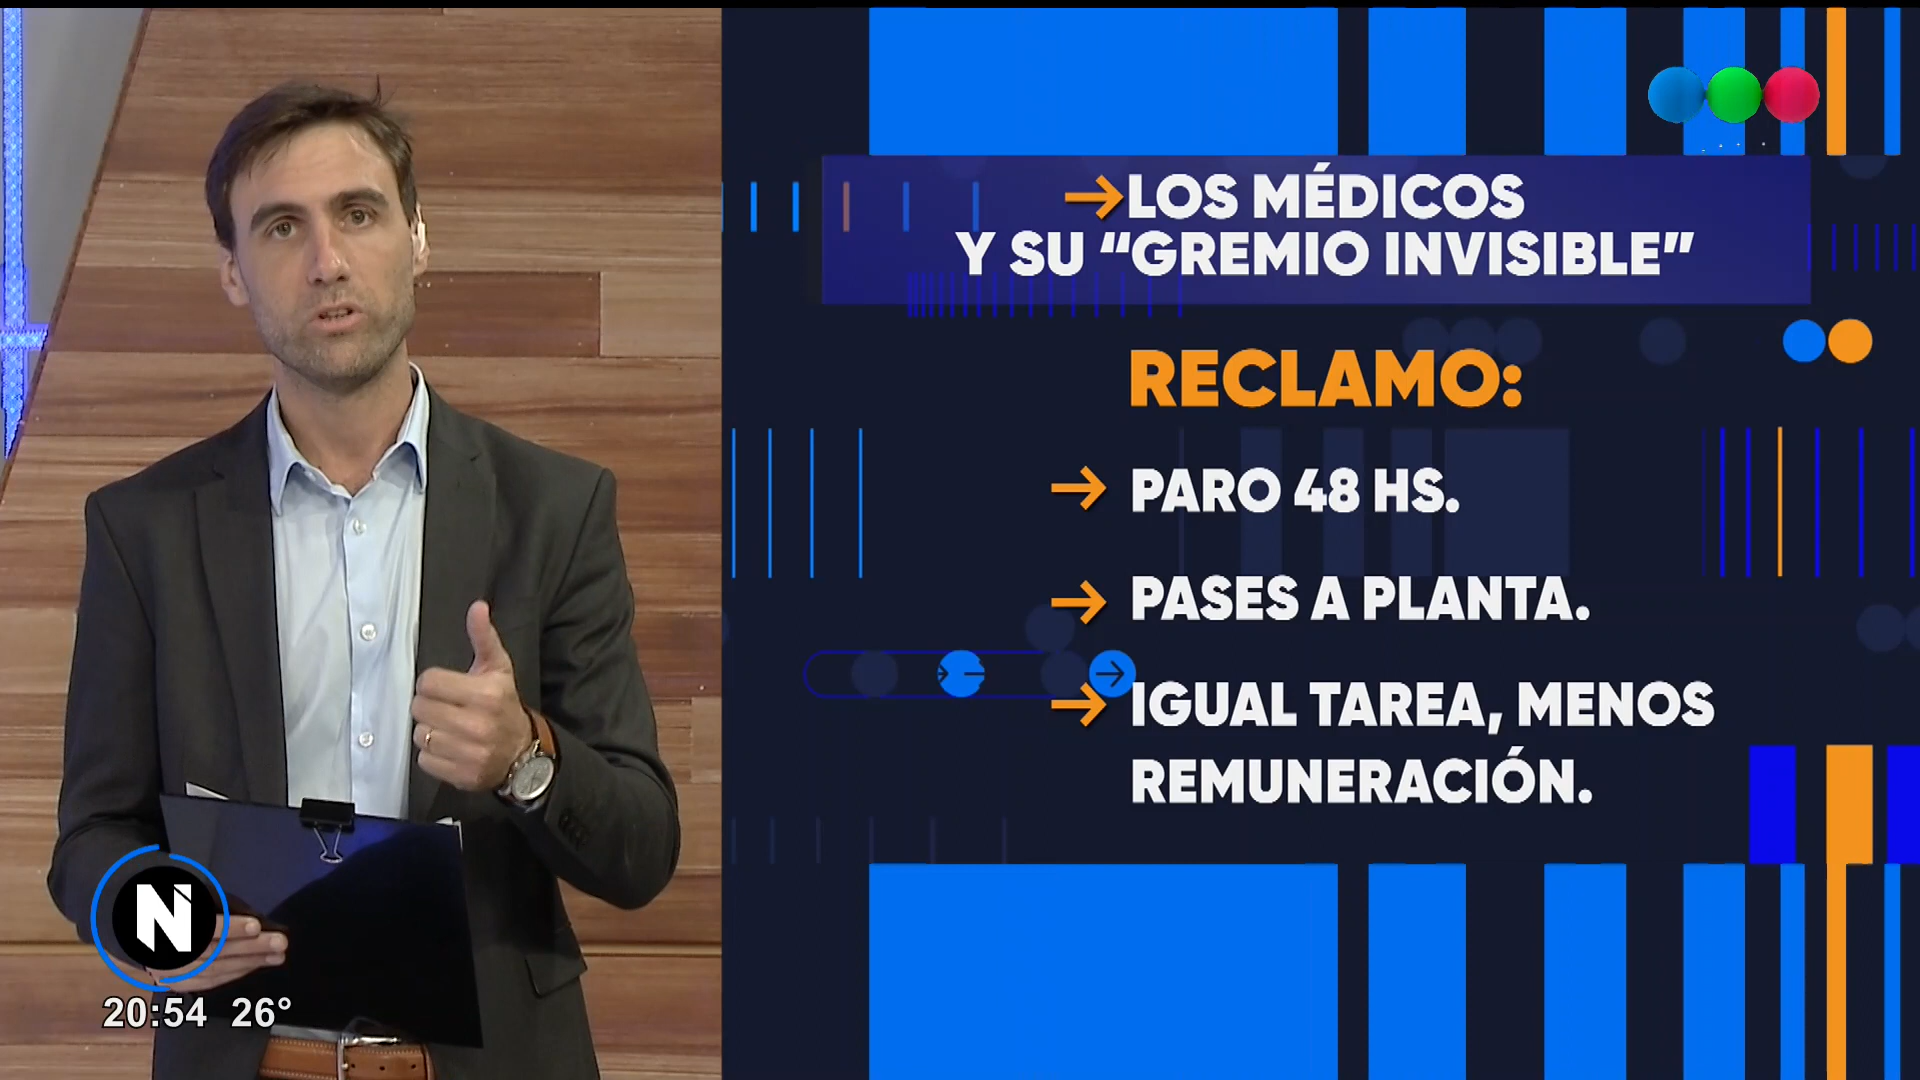 LOS MÉDICOS
Y SU “GREMIO INVISIBLE”
RECLAMO:
PARO 48 HS.
PASES A PLANTA.
IGUAL TAREA, MENOS
REMUNERACIÓN.
N
20:54 26°